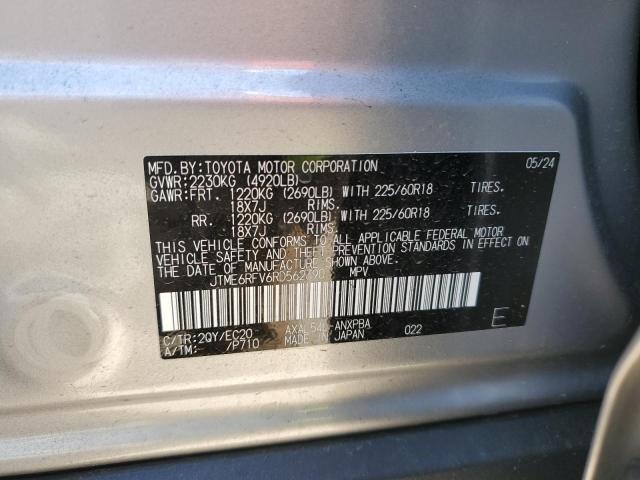 MFD.BY:TOYOTA MOTOR CORPORATION 05/24
GVWR:2230KG (4920LB)
GAWR:FRT. 1220KG (2690LB) WITH 225/60R18 TIRES.
18X7J RIMS.
RR. 1220KG (2690LB) WITH 225/60R18 TIRES.
18X7J RIMS.
THIS VEHICLE CONFORMS TO ALL APPLICABLE FEDERAL MOTOR
VEHICLE SAFETY AND THEFT PREVENTION STANDARDS IN EFFECT ON
THE DATE OF MANUFACTURE SHOWN ABOVE.
MPV
C/TR:2QY/EC20 022 E
A/TM:- /P710 MADE IN JAPAN